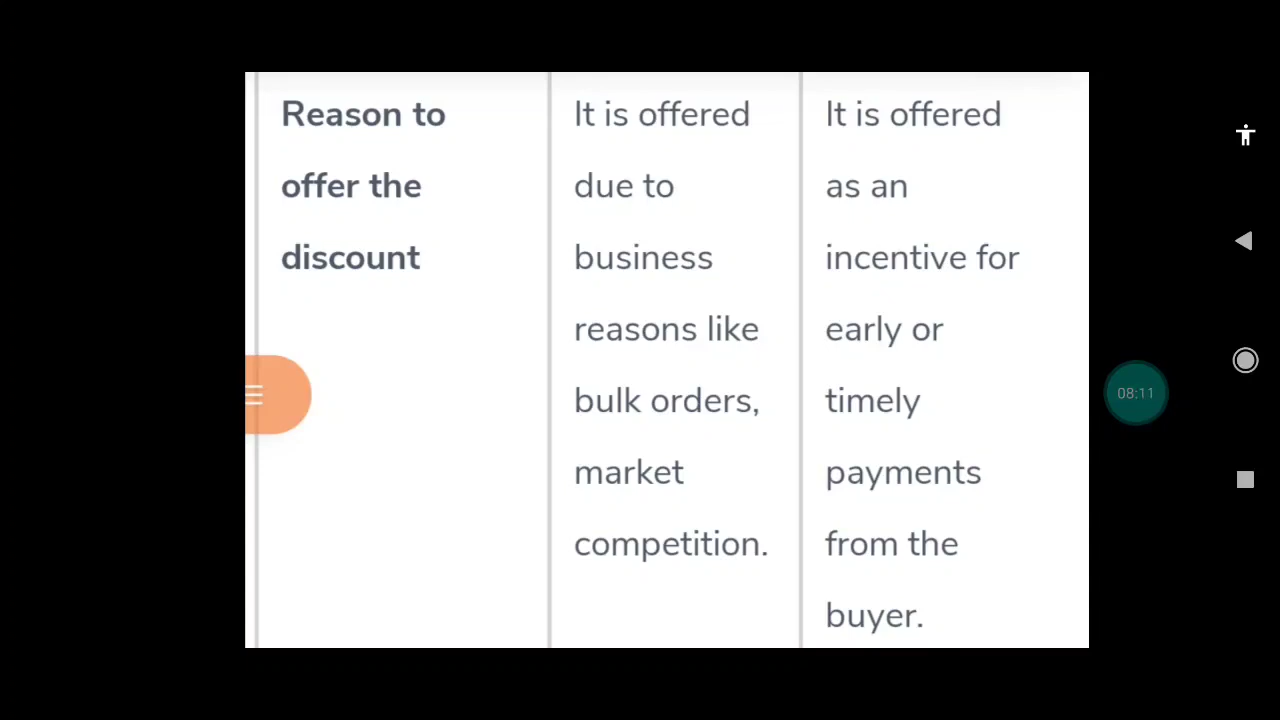 Reason to
offer the
discount
It is offered
due to
business
reasons like
bulk orders,
market
competition.
It is offered
as an
incentive for
early or
timely
payments
from the
buyer.
08:11